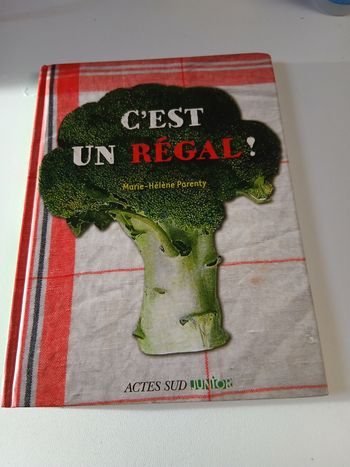 C'EST
UN RÉGAL !
Marie-Hélène Parenty
ACTES SUD JUNIOR